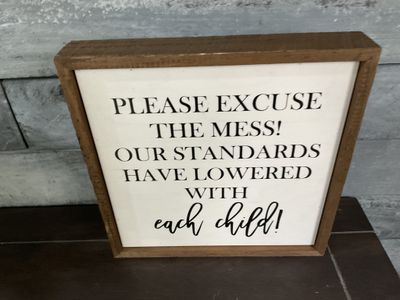 PLEASE EXCUSE
THE MESS!
OUR STANDARDS
HAVE LOWERED
WITH
each child!